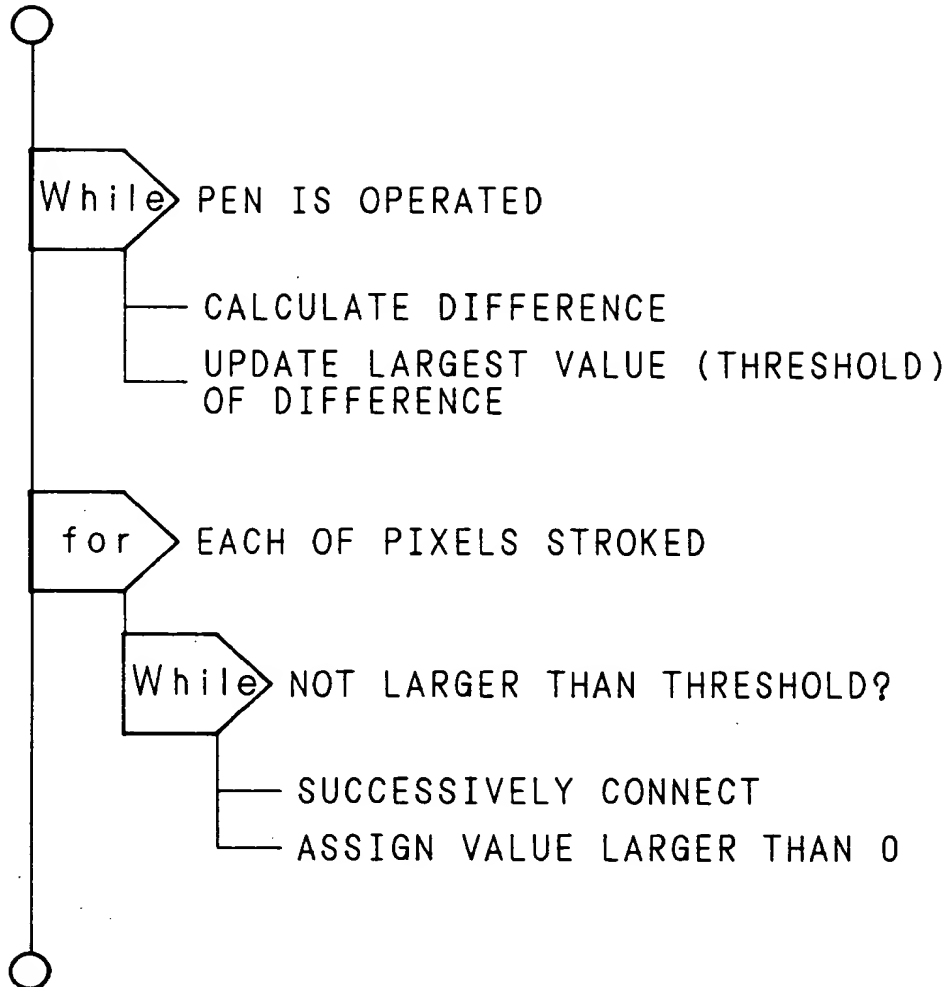 While PEN IS OPERATED
CALCULATE DIFFERENCE
UPDATE LARGEST VALUE (THRESHOLD)
OF DIFFERENCE
for EACH OF PIXELS STROKED
While NOT LARGER THAN THRESHOLD?
SUCCESSIVELY CONNECT
ASSIGN VALUE LARGER THAN 0